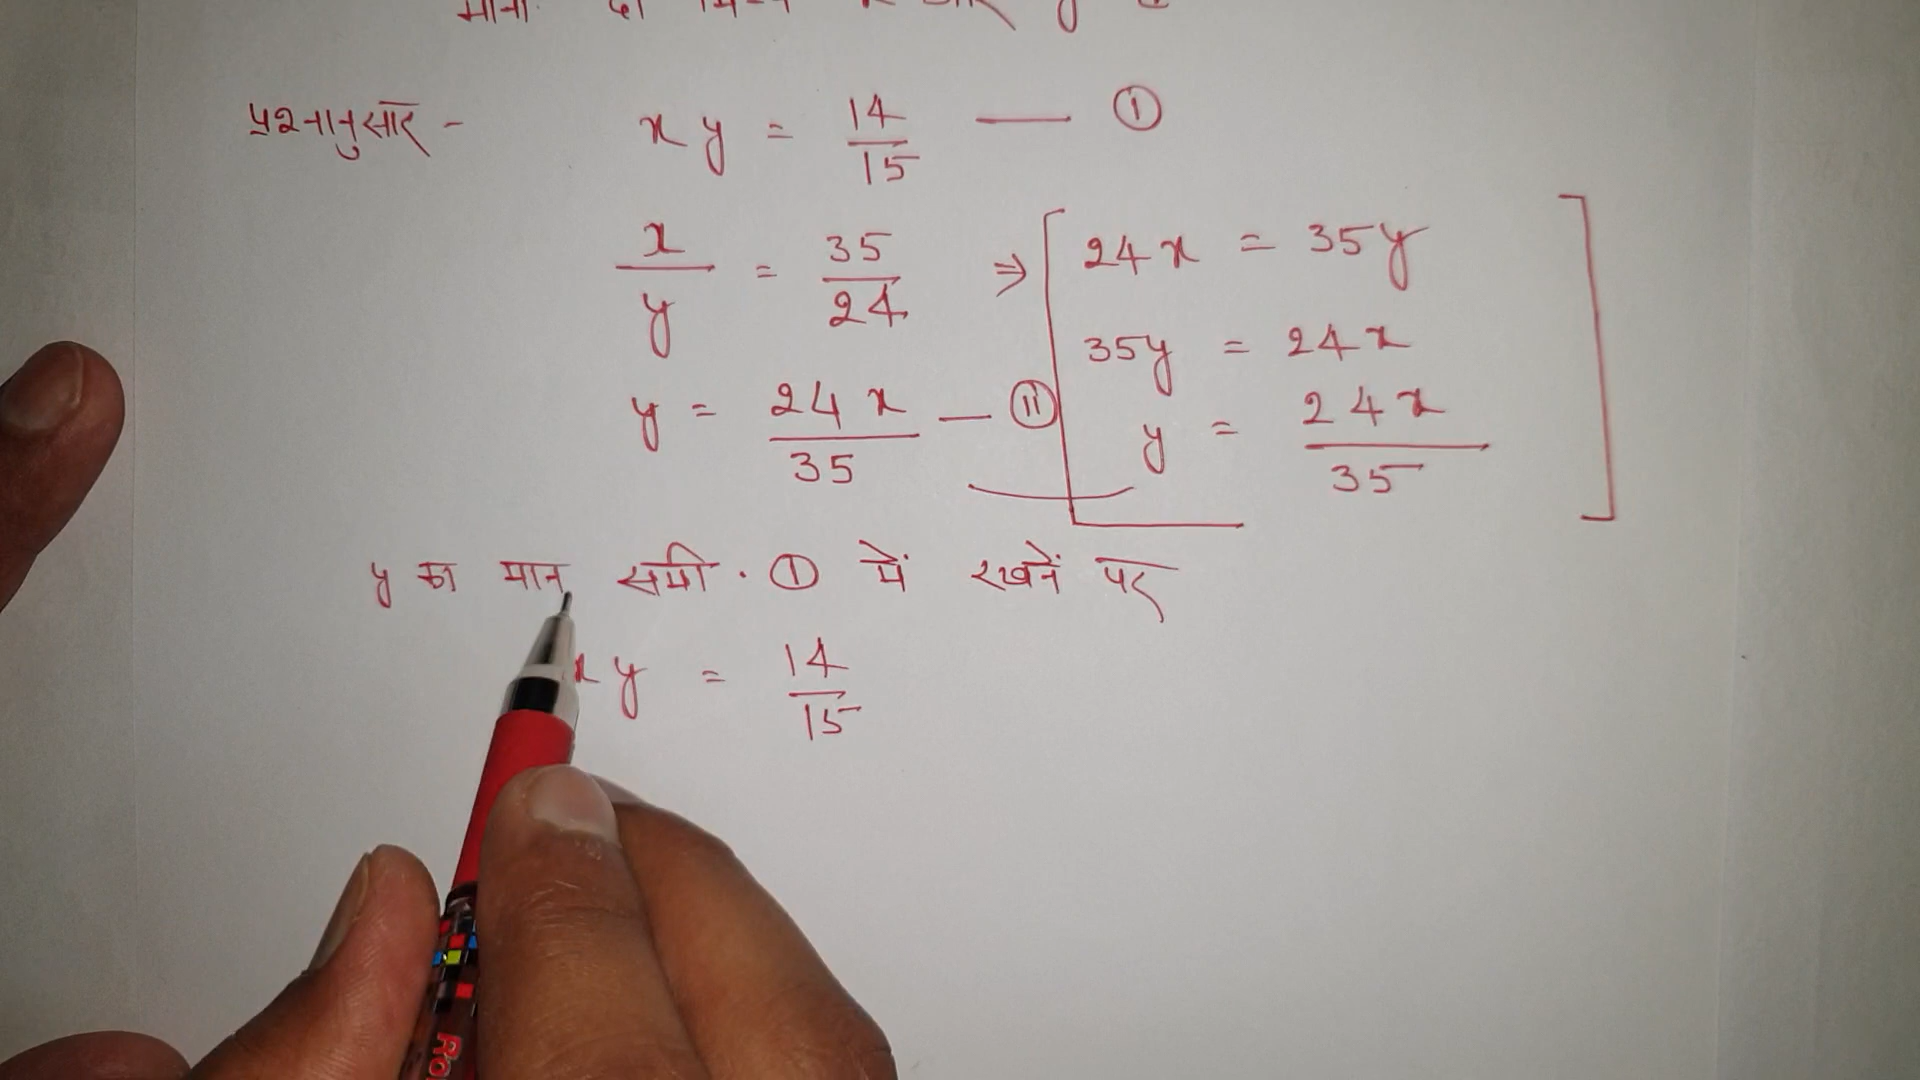 प्रश्नानुसार - xy = 14/15 — ①
x/y = 35/24 ⇒ [ 24x = 35y
35y = 24x
y = 24x/35 — ⑪ y = 24x/35 ]
y का मान समी. ① में रखनें पर
xy = 14/15